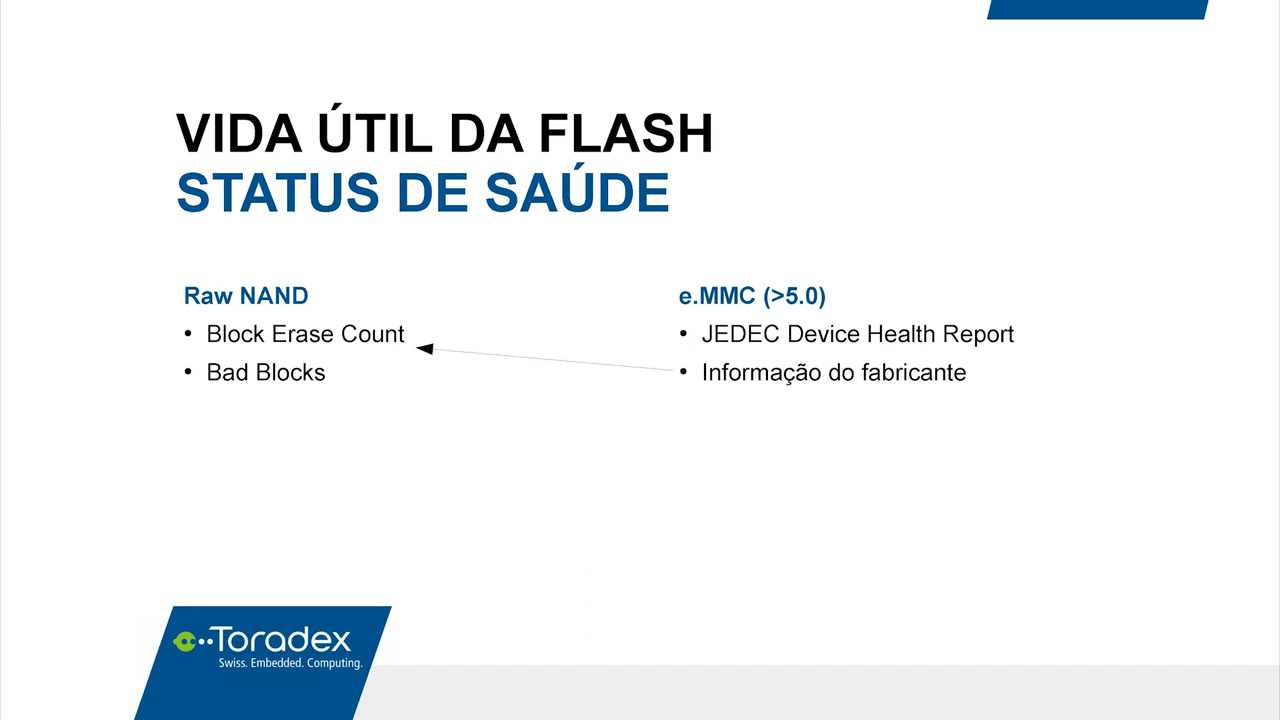 VIDA ÚTIL DA FLASH
STATUS DE SAÚDE
Raw NAND
• Block Erase Count
• Bad Blocks
e.MMC (>5.0)
• JEDEC Device Health Report
• Informação do fabricante
Toradex
Swiss. Embedded. Computing.